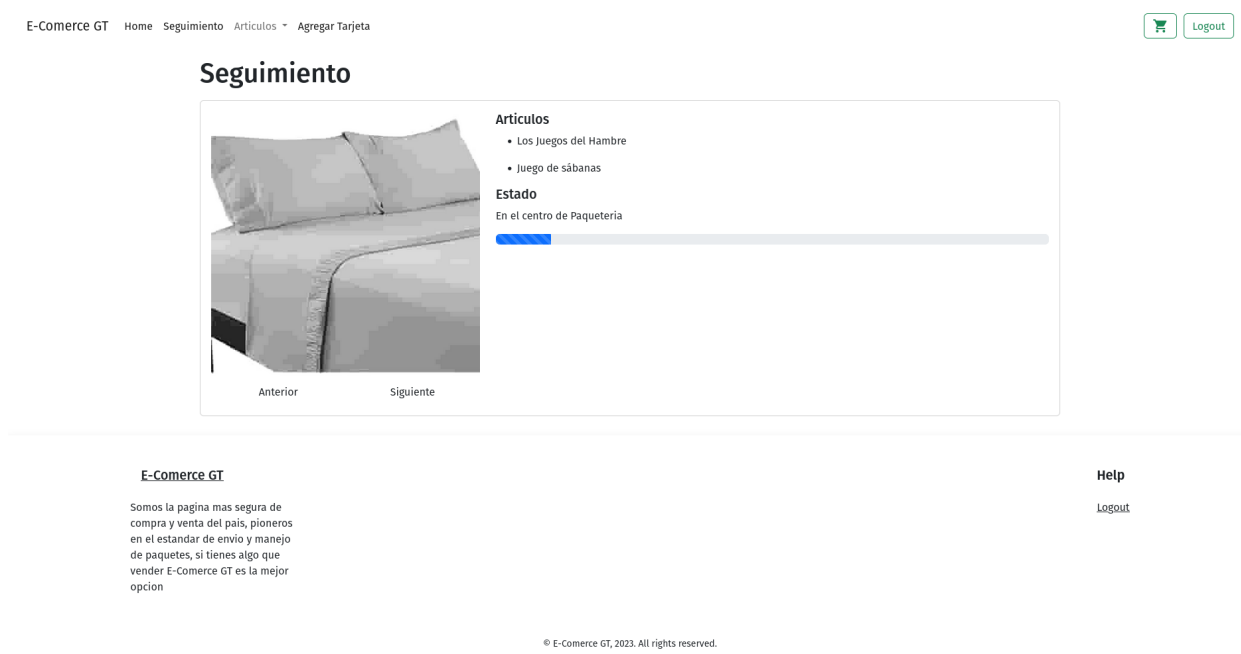 E-Comerce GT Home Seguimiento Articulos Agregar Tarjeta Logout
Seguimiento
Articulos
• Los Juegos del Hambre
• Juego de sábanas
Estado
En el centro de Paqueteria
Anterior Siguiente
E-Comerce GT
Somos la pagina mas segura de
compra y venta del pais, pioneros
en el estandar de envio y manejo
de paquetes, si tienes algo que
vender E-Comerce GT es la mejor
opcion
Help
Logout
© E-Comerce GT, 2023. All rights reserved.